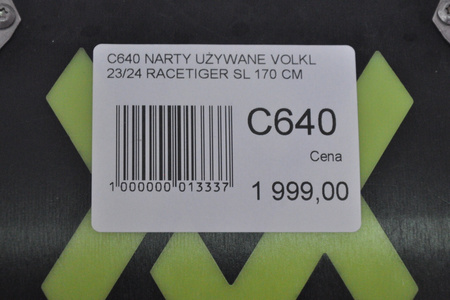 C640 NARTY UŻYWANE VOLKL
23/24 RACETIGER SL 170 CM
C640
Cena
1 000000 013337
1 999,00